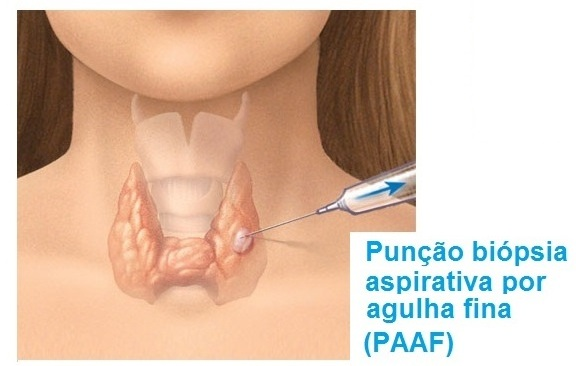 Punção biópsia
aspirativa por
agulha fina
(PAAF)